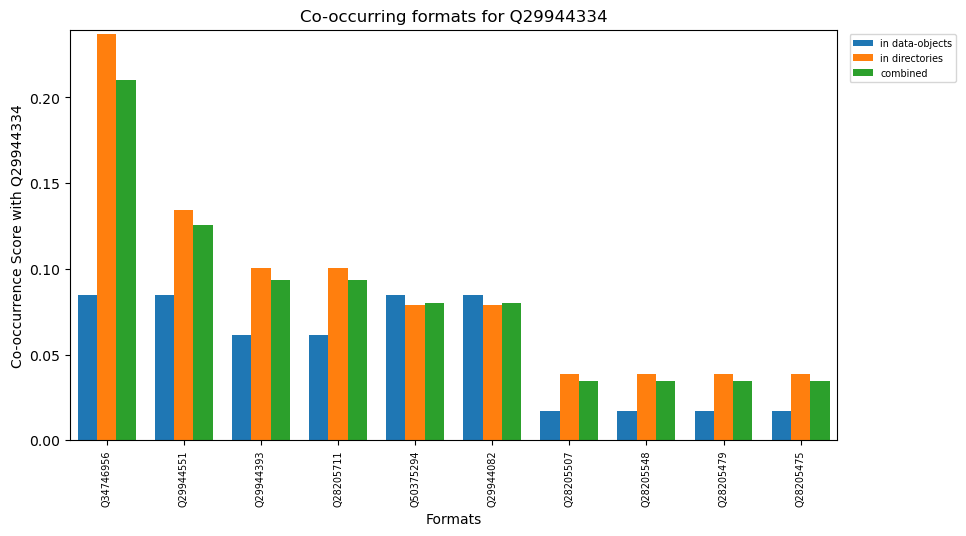 Co-occurring formats for Q29944334
in data-objects
in directories
combined
Co-occurrence Score with Q29944334
0.20
0.15
0.10
0.05
0.00
Q34746956
Q29944551
Q29944393
Q28205711
Q50375294
Q29944082
Q28205507
Q28205548
Q28205479
Q28205475
Formats